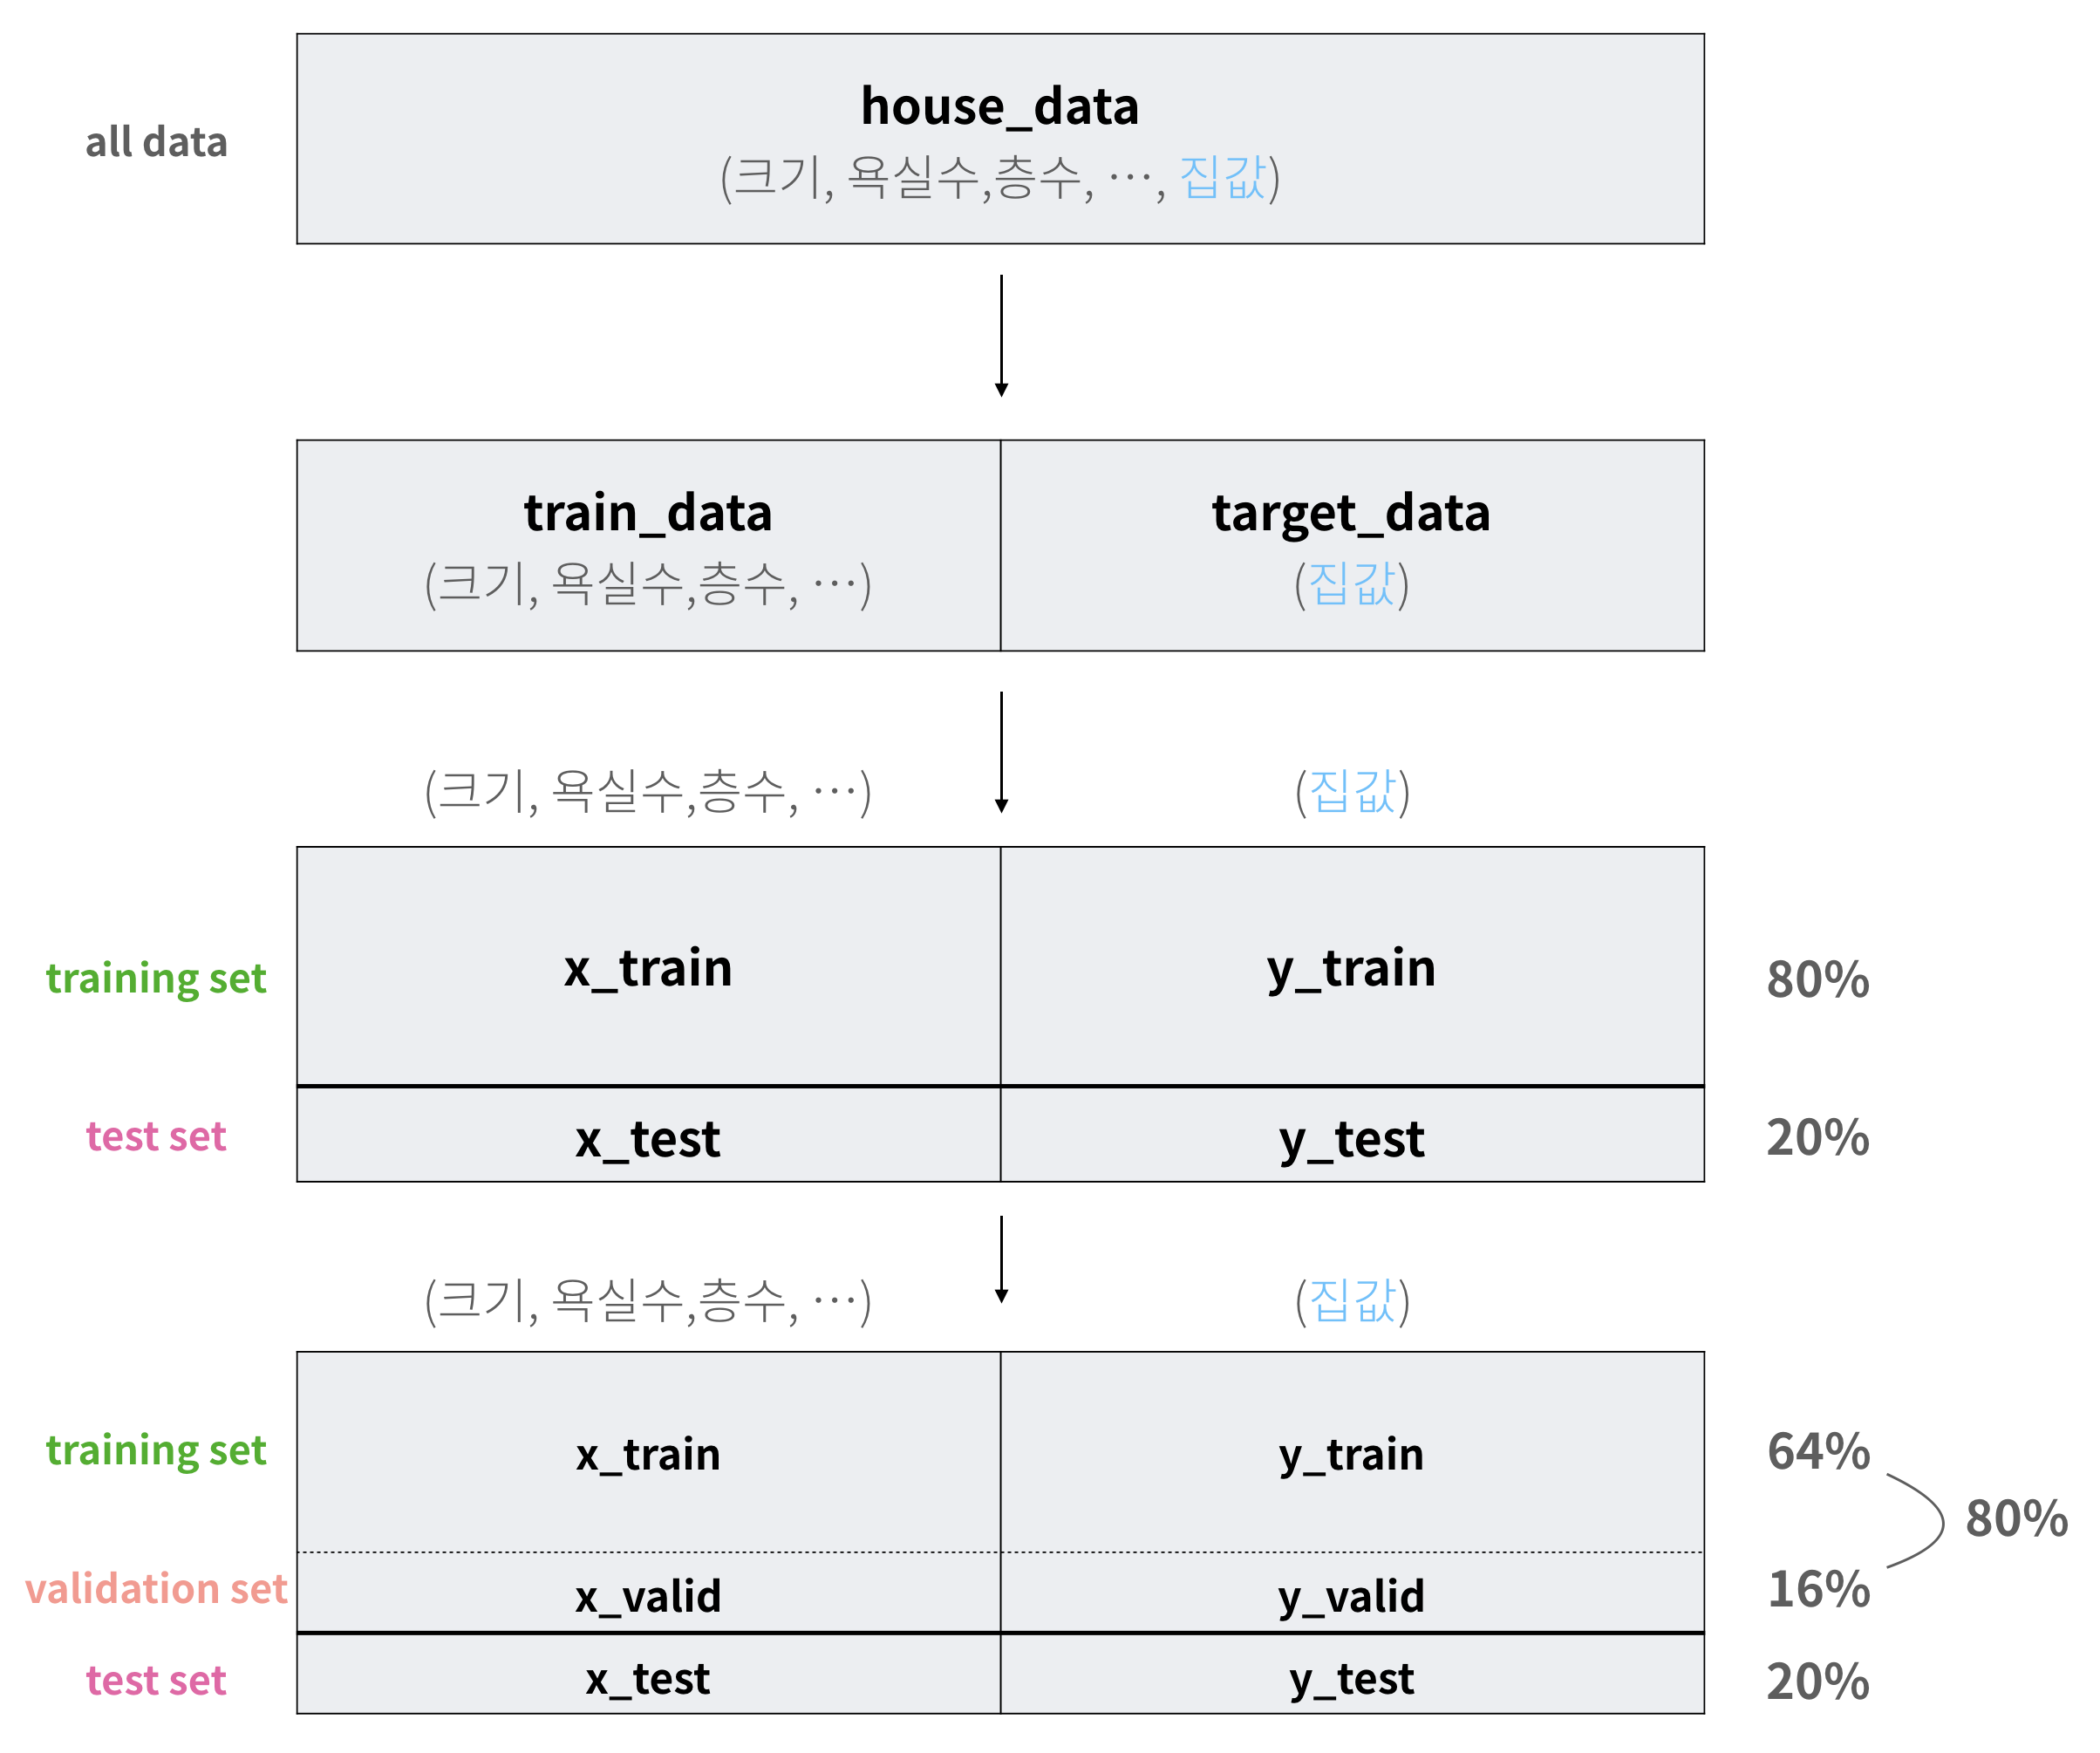 house_data
all data
(크기, 욕실수,층수, ⋯, 집값)
train_data
target_data
(크기, 욕실수,층수, ⋯)
(집값)
(크기, 욕실수,층수, ⋯)
(집값)
training set
x_train
y_train
80%
test set
x_test
y_test
20%
(크기, 욕실수,층수, ⋯)
(집값)
training set
x_train
y_train
64%
80%
validation set
x_valid
y_valid
16%
test set
x_test
y_test
20%